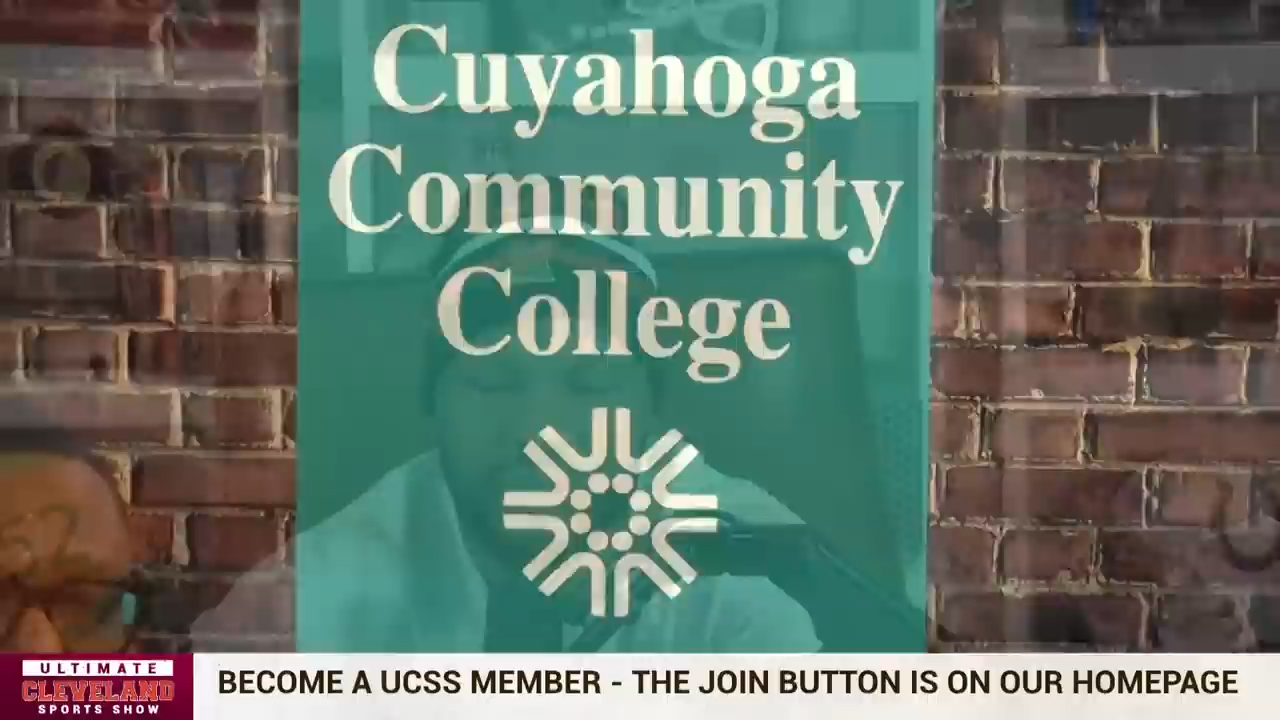 Cuyahoga
Community
College
ULTIMATE
CLEVELAND
SPORTS SHOW
BECOME A UCSS MEMBER - THE JOIN BUTTON IS ON OUR HOMEPAGE